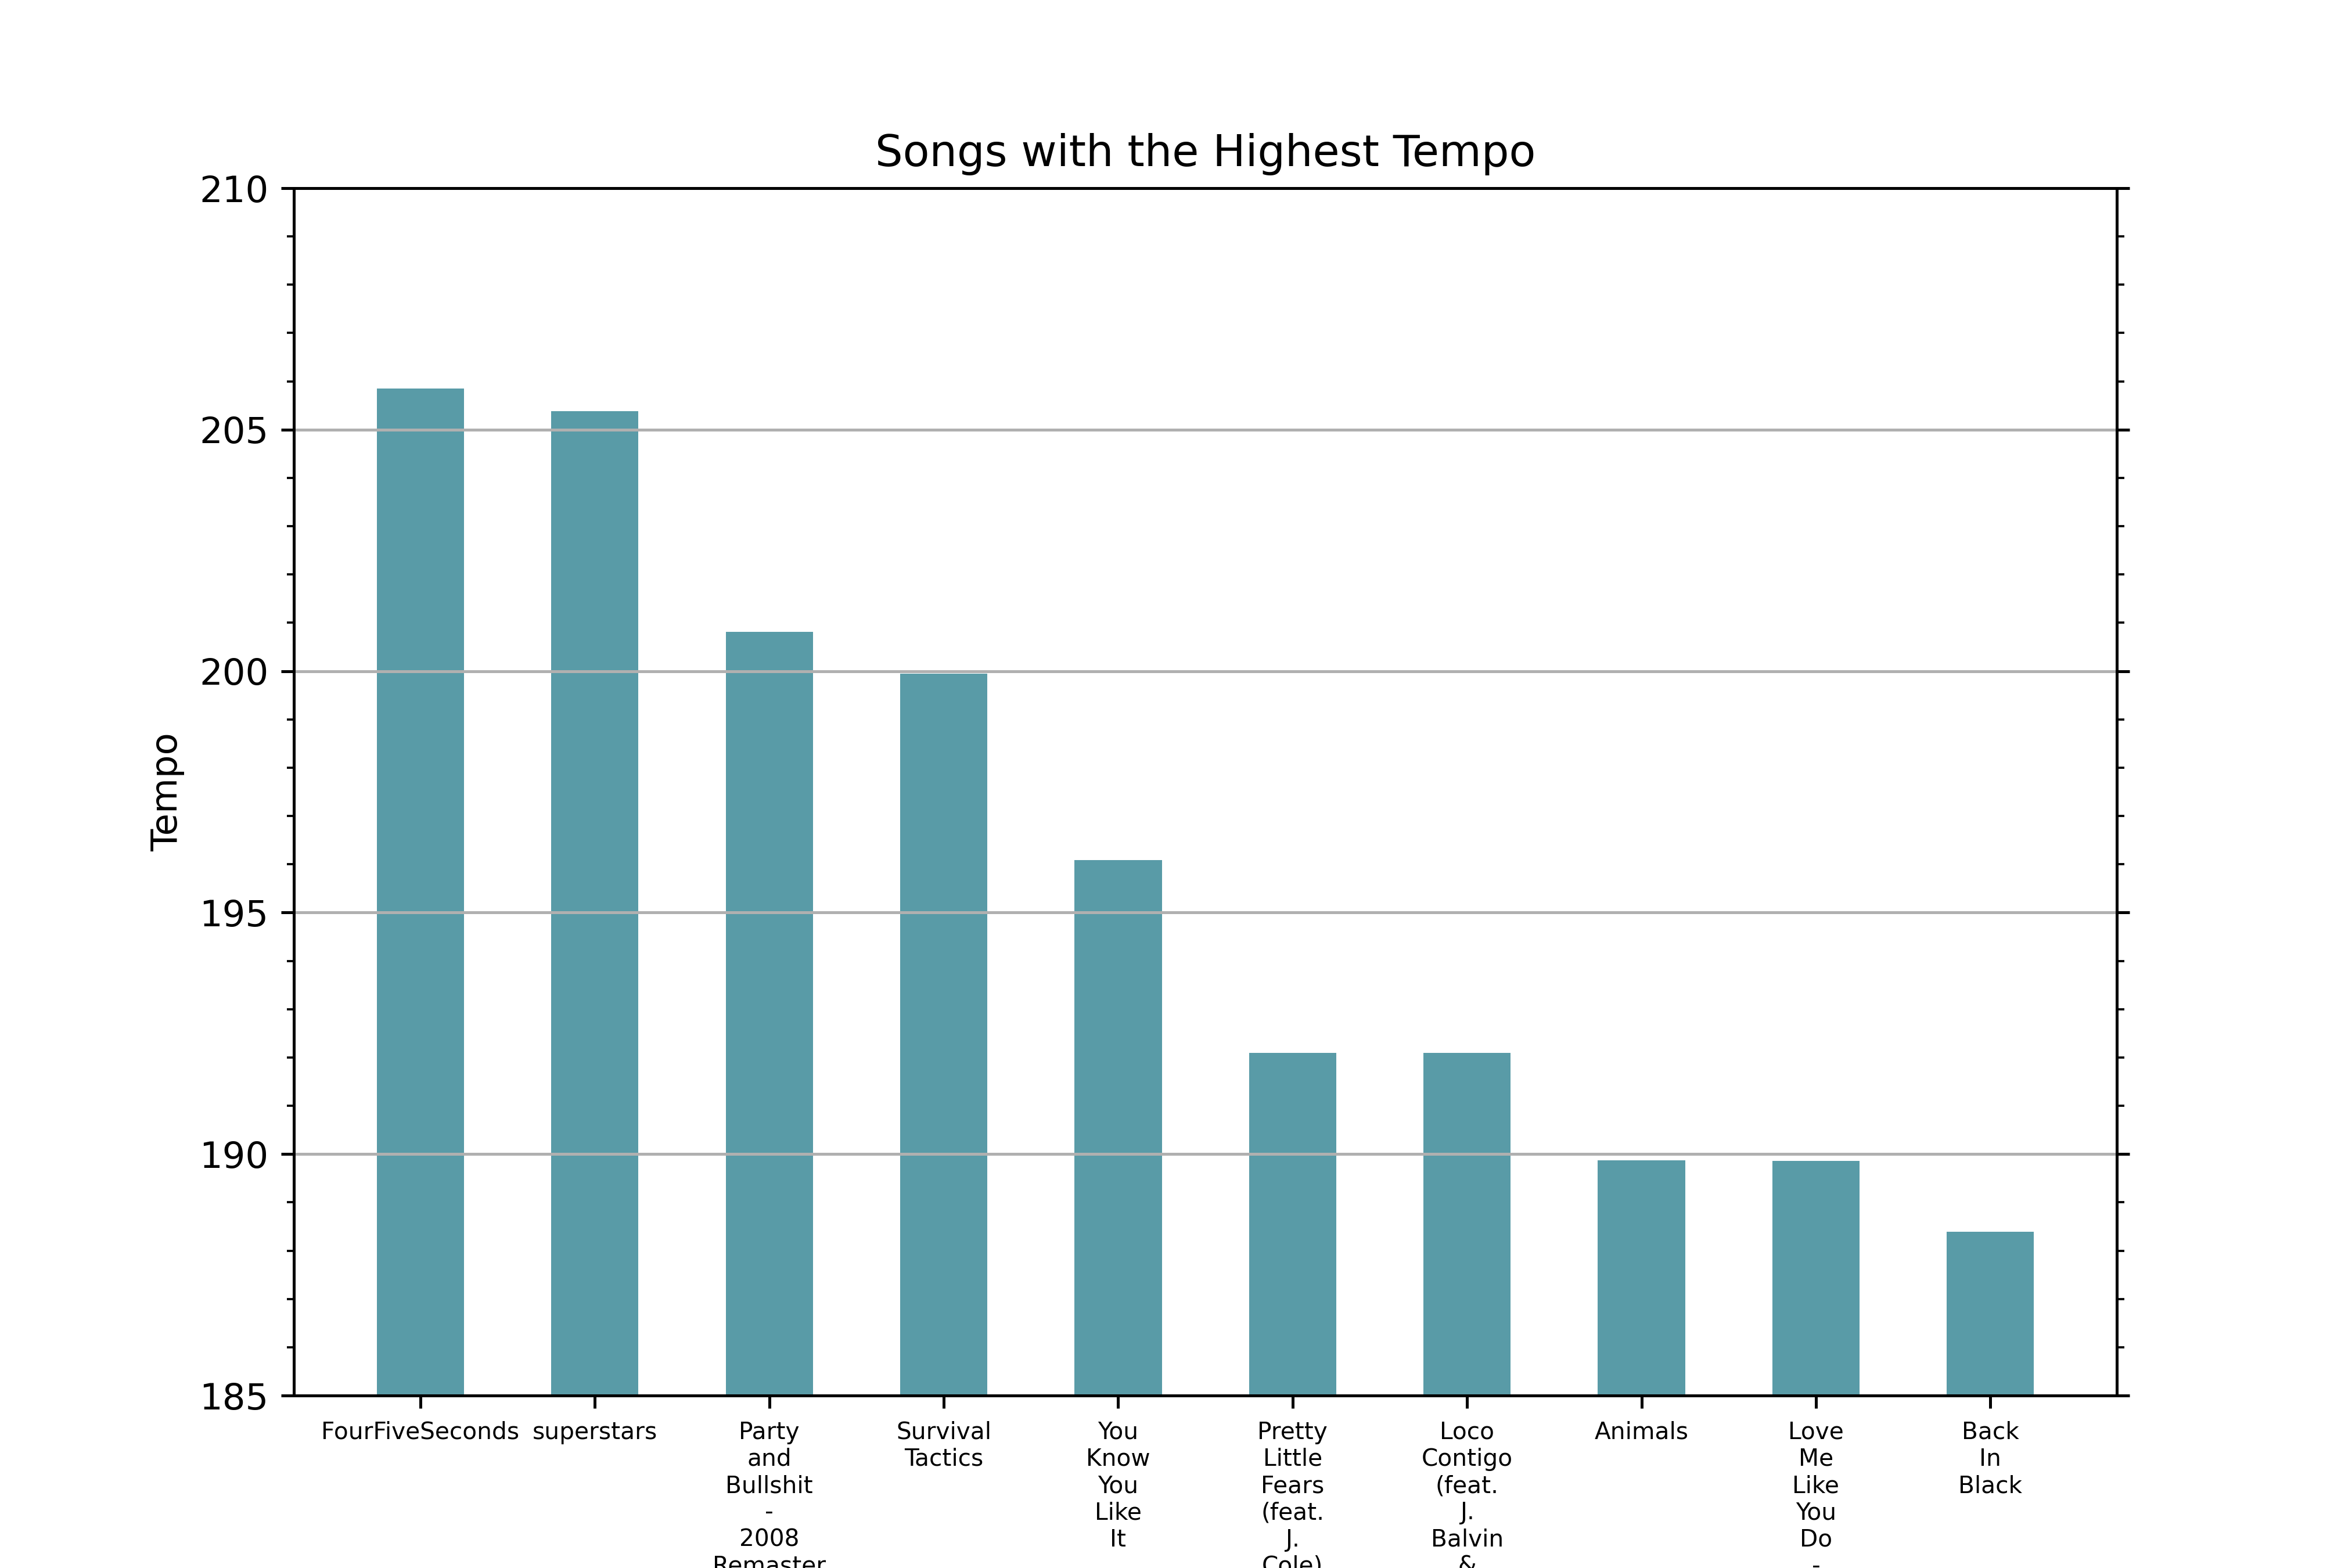 Songs with the Highest Tempo
210
205
200
195
190
185
Tempo
FourFiveSeconds
superstars
Party
and
Bullshit
-
2008
Remaster
Survival
Tactics
You
Know
You
Like
It
Pretty
Little
Fears
(feat.
J.
Cole)
Loco
Contigo
(feat.
J.
Balvin
&
Animals
Love
Me
Like
You
Do
-
Back
In
Black